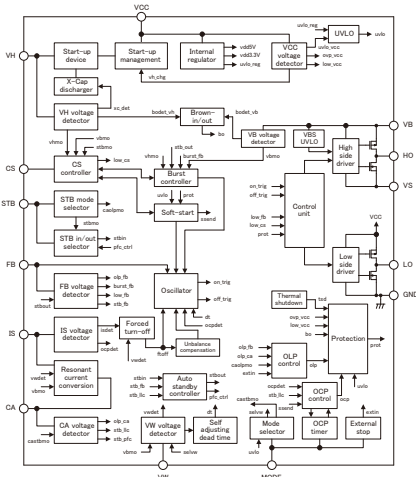 VCC
uvlo_reg
UVLO
uvlo
uvlo_vcc
VH
Start-up
device
Start-up
management
Internal
regulator
vdd5V
vdd3.3V
uvlo_reg
VCC
voltage
detector
ovp_vcc
low_vcc
X-Cap
discharger
vh_chg
xc_det
VH voltage
detector
bodet_vh
Brown-
in/out
bodet_vb
bo
VB voltage
detector
VBS
UVLO
High
side
driver
VB
HO
VS
vhmo
vbmo
stbmo
CS
CS
controller
low_cs
vhmo
stb_out
burst_fb
vbmo
Burst
controller
uvlo
prot
Soft-start
ssend
on_trig
off_trig
low_fb
low_cs
prot
Control
unit
STB
STB mode
selector
caolpmo
stbmo
STB in/out
selector
stbin
pfc_ctrl
VCC
Low
side
driver
LO
GND
FB
FB voltage
detector
olp_fb
burst_fb
low_fb
stb_fb
stbout
Oscillator
on_trig
off_trig
dt
ocpdet
Thermal
shutdown
tsd
ovp_vcc
low_vcc
bo
Protection
prot
uvlo
IS
IS voltage
detector
isdet
ocpdet
Forced
turn-off
vwdet
ftoff
Unbalance
compensation
olp_fb
olp_ca
caolpmo
extin
OLP
control
olp
Resonant
current
conversion
vwdet
vbmo
stbin
stb_fb
stb_llc
Auto
standby
controller
stbout
pfc_ctrl
ocpdet
stb_llc
castbmo
selvw
ssend
OCP
control
ocp
CA
CA voltage
detector
olp_ca
stb_llc
stb_pfc
castbmo
vwdet
VW voltage
detector
vbmo
selvw
dt
Self
adjusting
dead time
Mode
selector
uvlo
OCP
timer
extin
External
stop
VW
MODE